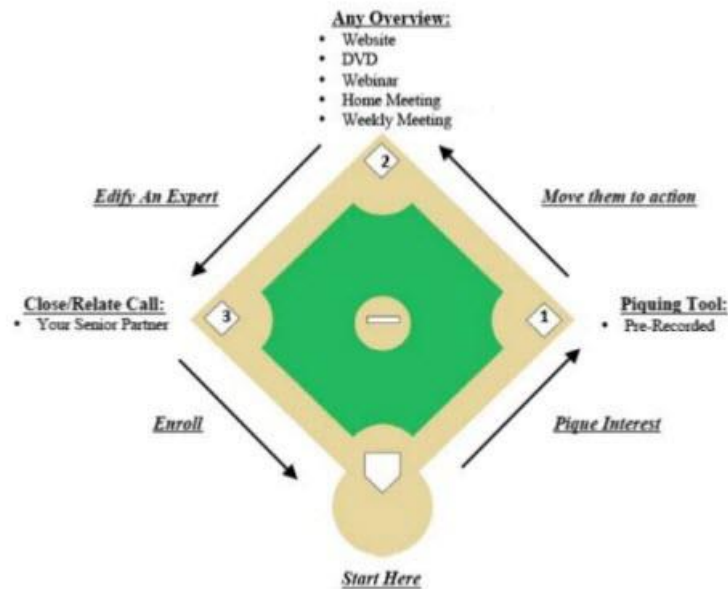 Any Overview:
• Website
• DVD
• Webinar
• Home Meeting
• Weekly Meeting
2
Edify An Expert
Move them to action
Close/Relate Call:
• Your Senior Partner
3
1
Piquing Tool:
• Pre-Recorded
Enroll
Pique Interest
Start Here